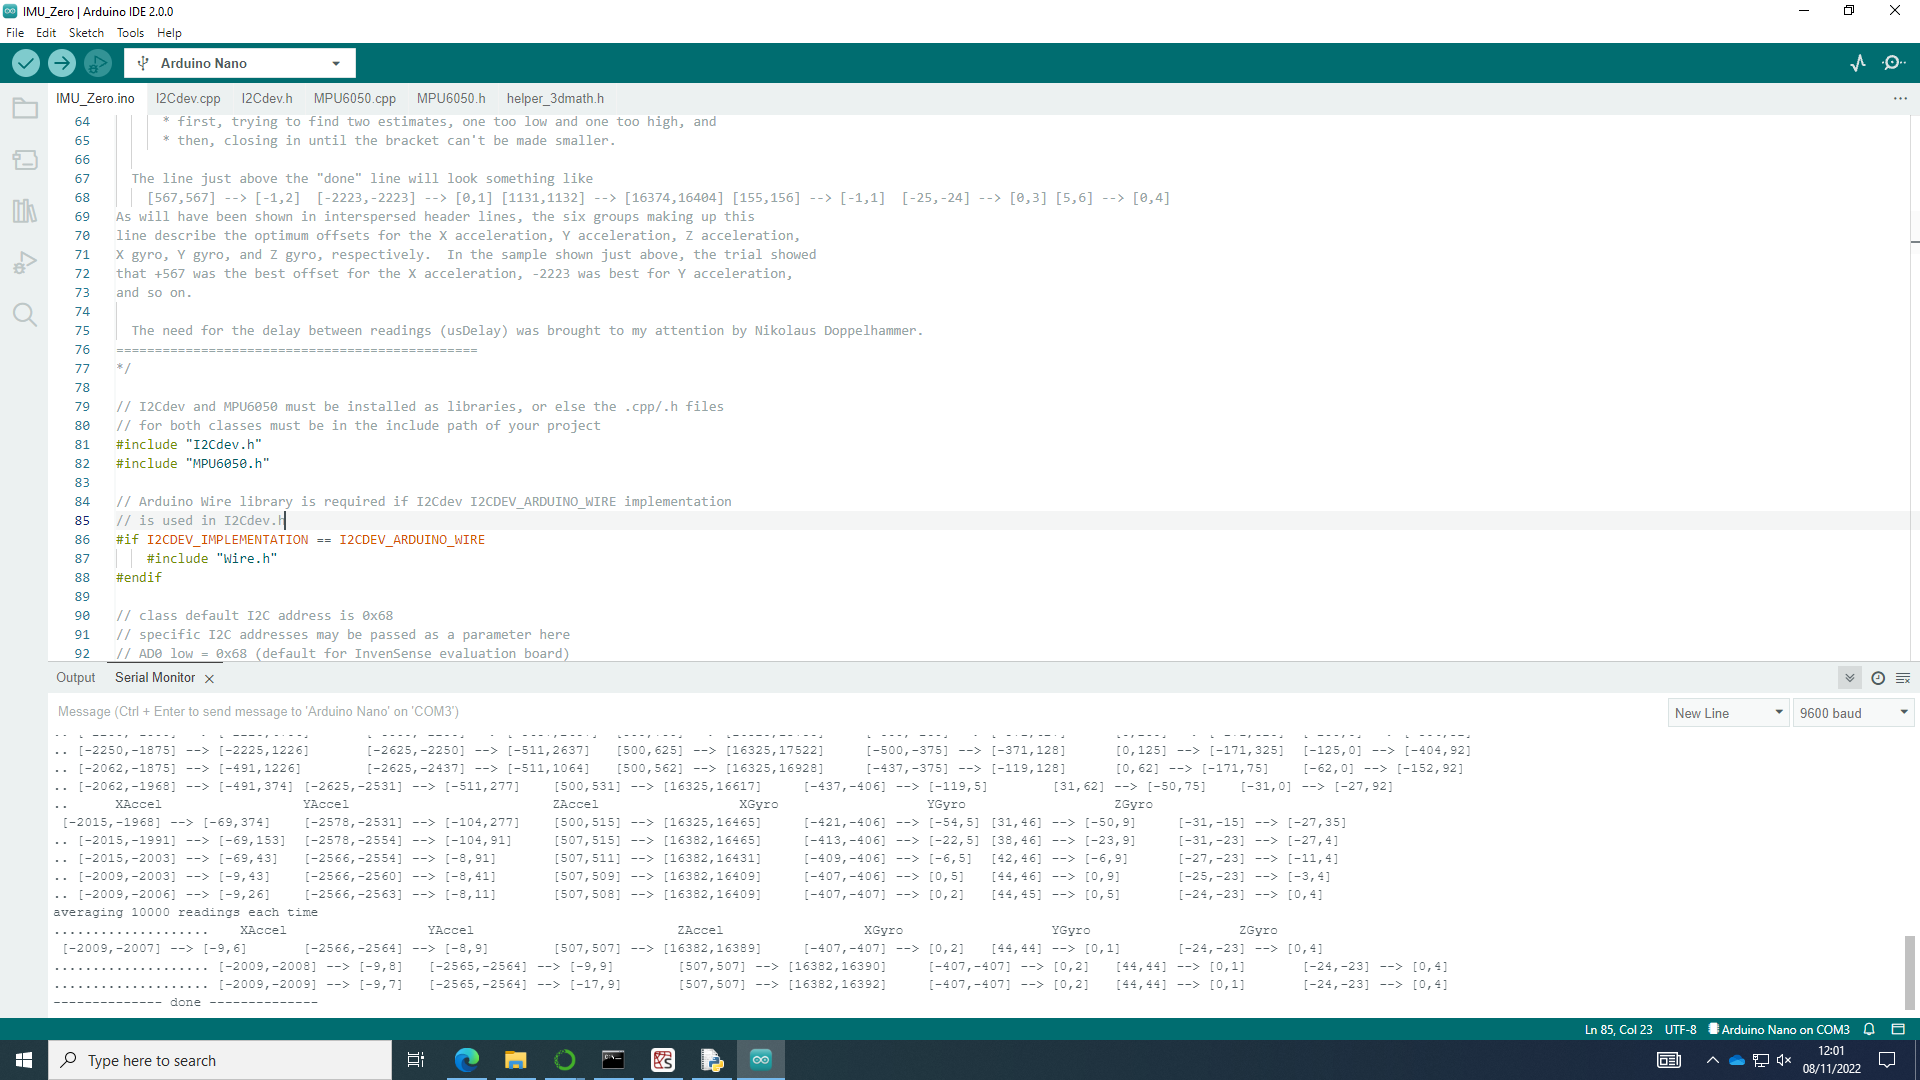 IMU_Zero | Arduino IDE 2.0.0
File Edit Sketch Tools Help
Arduino Nano
IMU_Zero.ino I2Cdev.cpp I2Cdev.h MPU6050.cpp MPU6050.h helper_3dmath.h
64 * first, trying to find two estimates, one too low and one too high, and
65 * then, closing in until the bracket can't be made smaller.
66
67 The line just above the "done" line will look something like
68 [567,567] --> [-1,2] [-2223,-2223] --> [0,1] [1131,1132] --> [16374,16404] [155,156] --> [-1,1] [-25,-24] --> [0,3] [5,6] --> [0,4]
69 As will have been shown in interspersed header lines, the six groups making up this
70 line describe the optimum offsets for the X acceleration, Y acceleration, Z acceleration,
71 X gyro, Y gyro, and Z gyro, respectively. In the sample shown just above, the trial showed
72 that +567 was the best offset for the X acceleration, -2223 was best for Y acceleration,
73 and so on.
74
75 The need for the delay between readings (usDelay) was brought to my attention by Nikolaus Doppelhammer.
76 ===============================================
77 */
78
79 // I2Cdev and MPU6050 must be installed as libraries, or else the .cpp/.h files
80 // for both classes must be in the include path of your project
81 #include "I2Cdev.h"
82 #include "MPU6050.h"
83
84 // Arduino Wire library is required if I2Cdev I2CDEV_ARDUINO_WIRE implementation
85 // is used in I2Cdev.h
86 #if I2CDEV_IMPLEMENTATION == I2CDEV_ARDUINO_WIRE
87 #include "Wire.h"
88 #endif
89
90 // class default I2C address is 0x68
91 // specific I2C addresses may be passed as a parameter here
92 // AD0 low = 0x68 (default for InvenSense evaluation board)
Output Serial Monitor
Message (Ctrl + Enter to send message to 'Arduino Nano' on 'COM3')
New Line 9600 baud
.. [-2250,-1875] --> [-2225,1226] [-2625,-2250] --> [-511,2637] [500,625] --> [16325,17522] [-500,-375] --> [-371,128] [0,125] --> [-171,325] [-125,0] --> [-404,92]
.. [-2062,-1875] --> [-491,1226] [-2625,-2437] --> [-511,1064] [500,562] --> [16325,16928] [-437,-375] --> [-119,128] [0,62] --> [-171,75] [-62,0] --> [-152,92]
.. [-2062,-1968] --> [-491,374] [-2625,-2531] --> [-511,277] [500,531] --> [16325,16617] [-437,-406] --> [-119,5] [31,62] --> [-50,75] [-31,0] --> [-27,92]
.. XAccel YAccel ZAccel XGyro YGyro ZGyro
[-2015,-1968] --> [-69,374] [-2578,-2531] --> [-104,277] [500,515] --> [16325,16465] [-421,-406] --> [-54,5] [31,46] --> [-50,9] [-31,-15] --> [-27,35]
.. [-2015,-1991] --> [-69,153] [-2578,-2554] --> [-104,91] [507,515] --> [16382,16465] [-413,-406] --> [-22,5] [38,46] --> [-23,9] [-31,-23] --> [-27,4]
.. [-2015,-2003] --> [-69,43] [-2566,-2554] --> [-8,91] [507,511] --> [16382,16431] [-409,-406] --> [-6,5] [42,46] --> [-6,9] [-27,-23] --> [-11,4]
.. [-2009,-2003] --> [-9,43] [-2566,-2560] --> [-8,41] [507,509] --> [16382,16409] [-407,-406] --> [0,5] [44,46] --> [0,9] [-25,-23] --> [-3,4]
.. [-2009,-2006] --> [-9,26] [-2566,-2563] --> [-8,11] [507,508] --> [16382,16409] [-407,-407] --> [0,2] [44,45] --> [0,5] [-24,-23] --> [0,4]
averaging 10000 readings each time
.................... XAccel YAccel ZAccel XGyro YGyro ZGyro
[-2009,-2007] --> [-9,6] [-2566,-2564] --> [-8,9] [507,507] --> [16382,16389] [-407,-407] --> [0,2] [44,44] --> [0,1] [-24,-23] --> [0,4]
.................... [-2009,-2008] --> [-9,8] [-2565,-2564] --> [-9,9] [507,507] --> [16382,16390] [-407,-407] --> [0,2] [44,44] --> [0,1] [-24,-23] --> [0,4]
.................... [-2009,-2009] --> [-9,7] [-2565,-2564] --> [-17,9] [507,507] --> [16382,16392] [-407,-407] --> [0,2] [44,44] --> [0,1] [-24,-23] --> [0,4]
-------------- done --------------
Ln 85, Col 23 UTF-8 Arduino Nano on COM3
Type here to search
12:01
08/11/2022